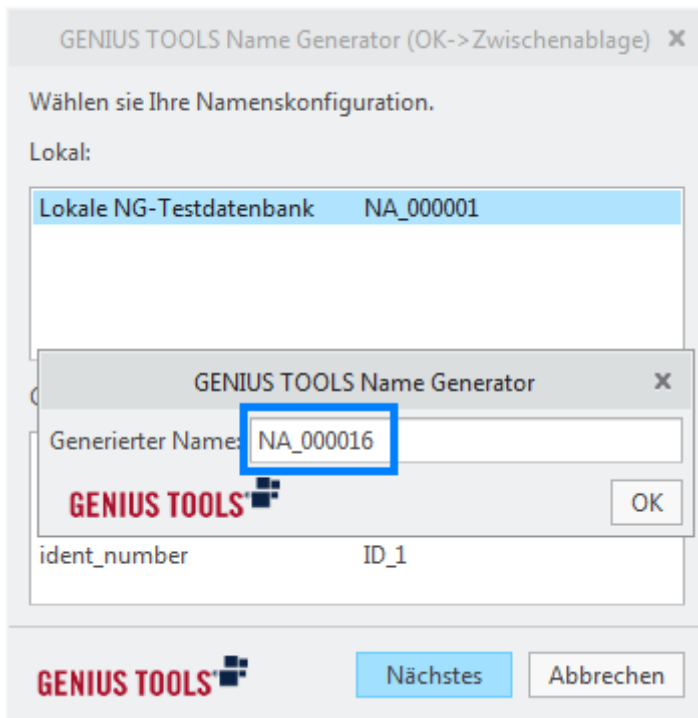 GENIUS TOOLS Name Generator (OK->Zwischenablage)
Wählen sie Ihre Namenskonfiguration.
Lokal:
Lokale NG-Testdatenbank NA_000001
GENIUS TOOLS Name Generator
Generierter Name: NA_000016
GENIUS TOOLS
OK
ident_number ID_1
GENIUS TOOLS
Nächstes
Abbrechen